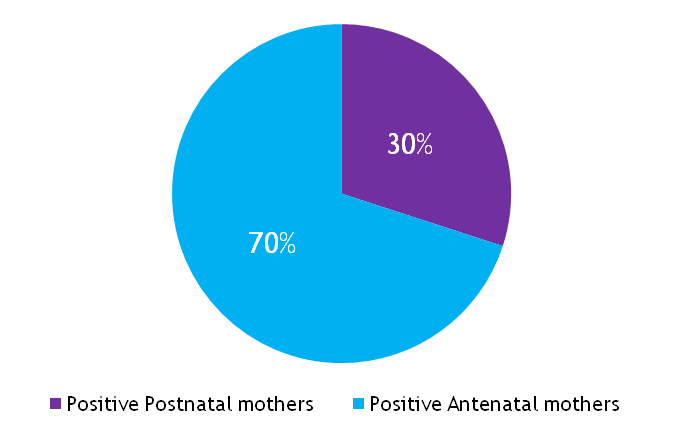 30%
70%
Positive Postnatal mothers
Positive Antenatal mothers